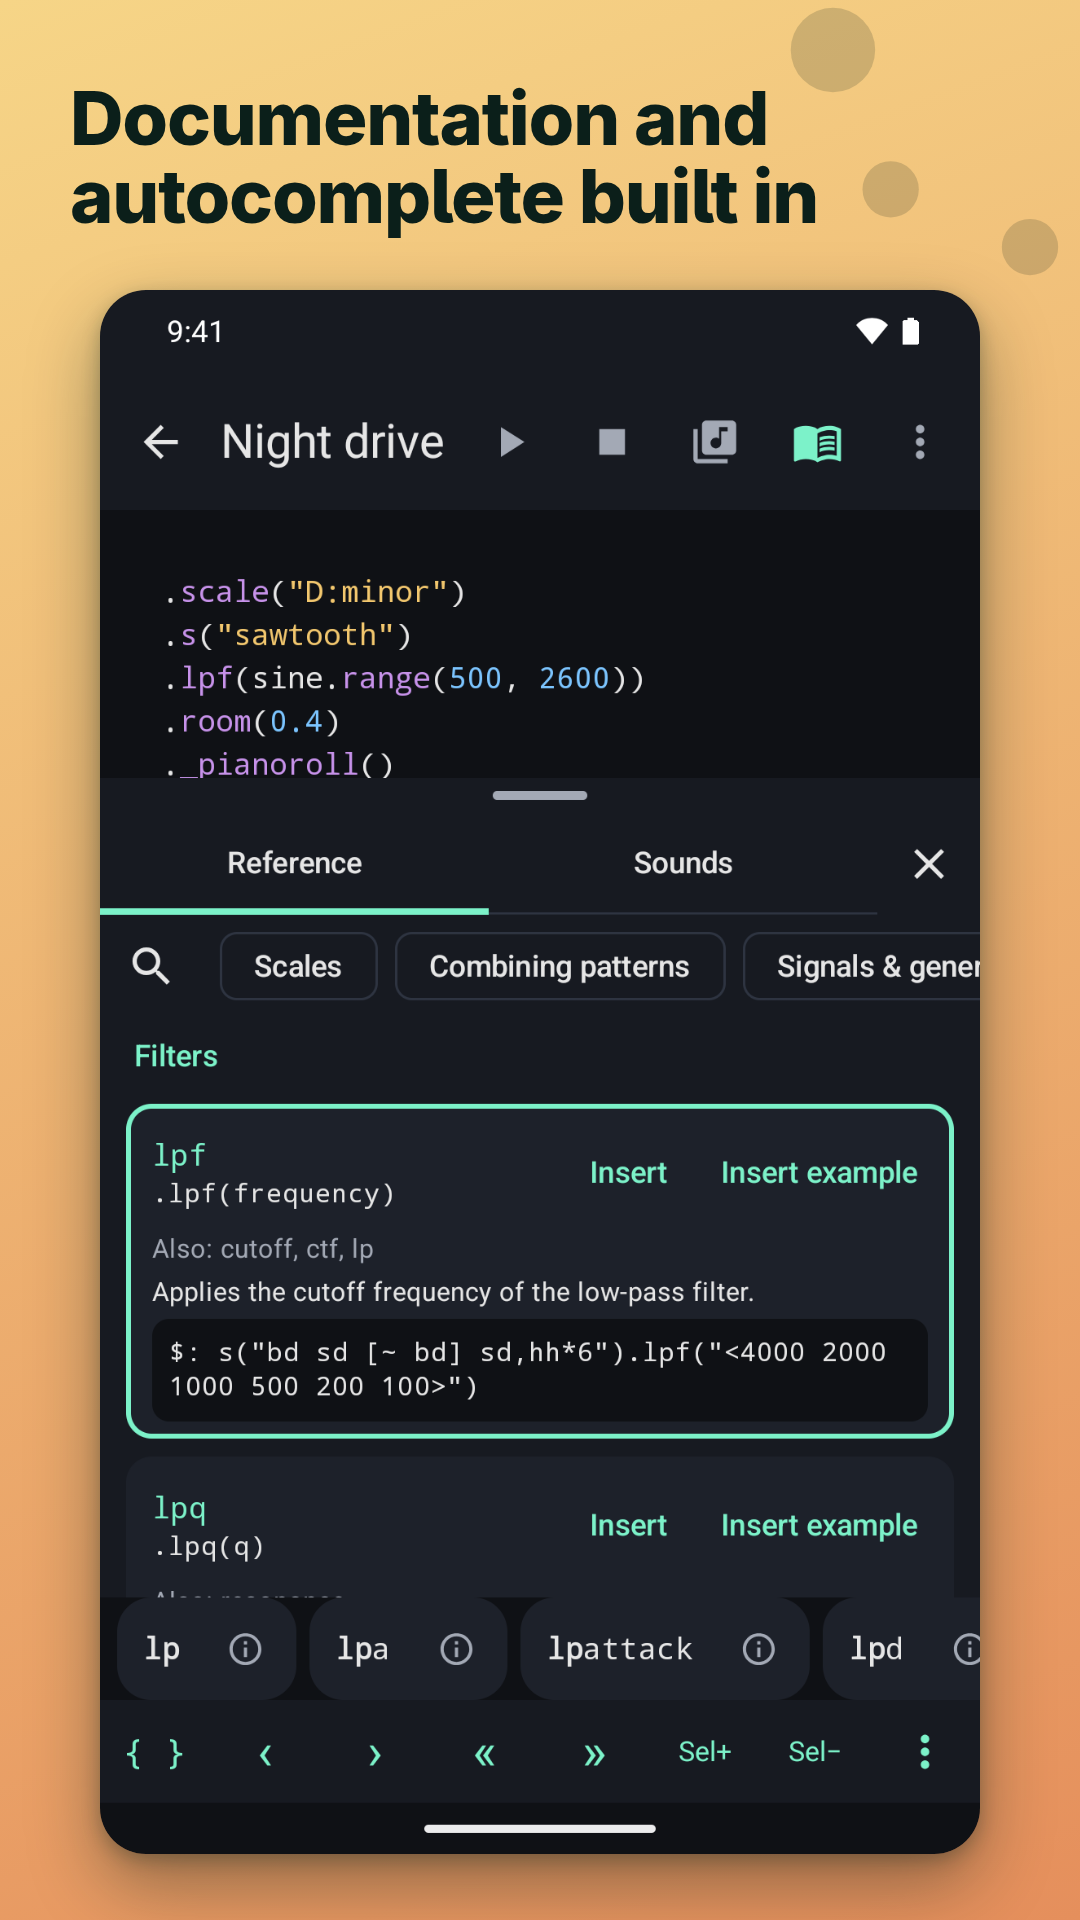 Documentation and
autocomplete built in
9:41
Night drive
.scale("D:minor")
.s("sawtooth")
.lpf(sine.range(500, 2600))
.room(0.4)
._pianoroll()
Reference
Sounds
Scales
Combining patterns
Signals & gener
Filters
lpf
Insert
Insert example
.lpf(frequency)
Also: cutoff, ctf, lp
Applies the cutoff frequency of the low-pass filter.
$: s("bd sd [~ bd] sd,hh*6").lpf("<4000 2000
1000 500 200 100>")
lpq
Insert
Insert example
.lpq(q)
lp
lpa
lpattack
lpd
{ }
‹
›
«
»
Sel+
Sel−